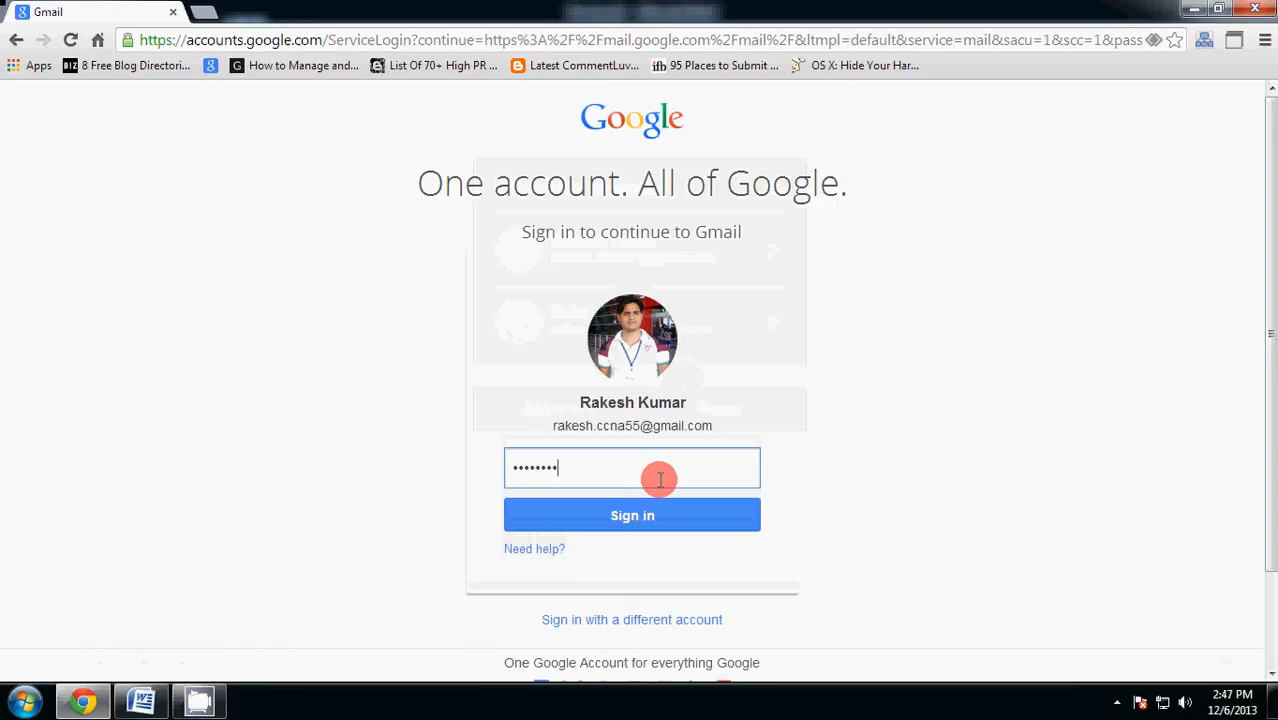 Gmail
https://accounts.google.com/ServiceLogin?continue=https%3A%2F%2Fmail.google.com%2Fmail%2F&ltmpl=default&service=mail&sacu=1&scc=1&pass
Apps BIZ 8 Free Blog Directori... g G How to Manage and... List Of 70+ High PR ... Latest CommentLuv... ifb 95 Places to Submit ... OS X: Hide Your Har...
Google
One account. All of Google.
Sign in to continue to Gmail
Rakesh Kumar
rakesh.ccna55@gmail.com
••••••••
Sign in
Need help?
Sign in with a different account
One Google Account for everything Google
2:47 PM
12/6/2013